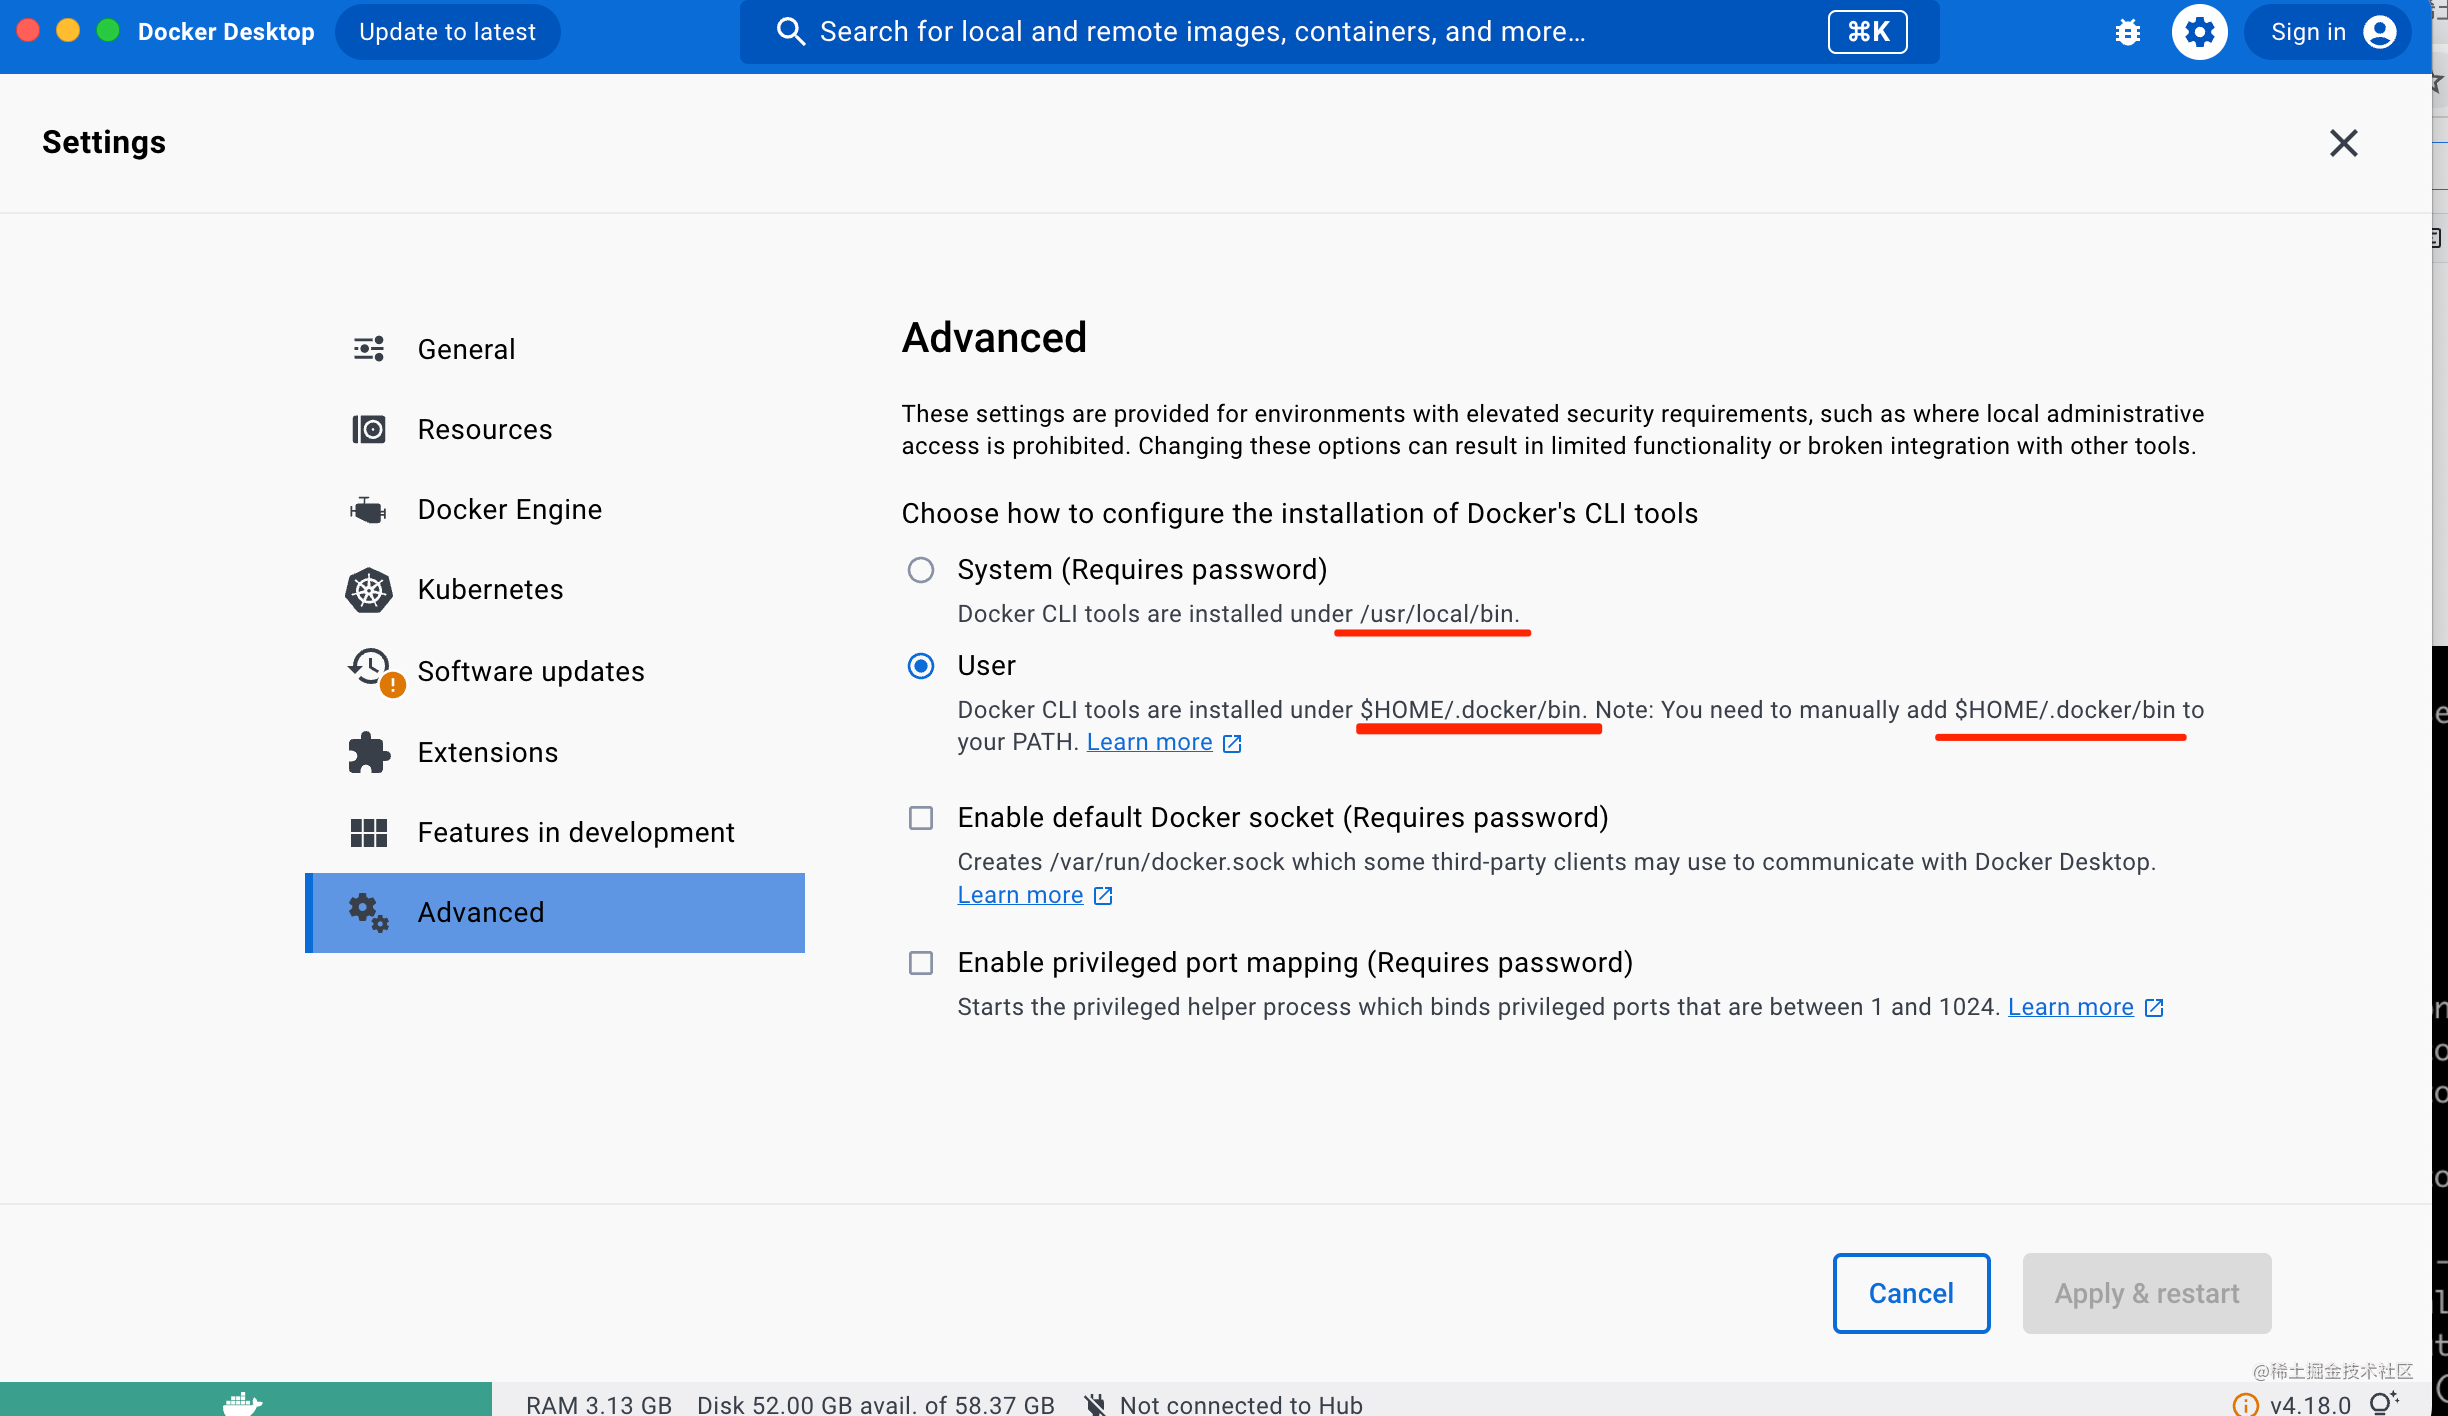 Docker Desktop
Update to latest
Search for local and remote images, containers, and more...
⌘K
Sign in
Settings
General
Resources
Docker Engine
Kubernetes
Software updates
Extensions
Features in development
Advanced
Advanced
These settings are provided for environments with elevated security requirements, such as where local administrative
access is prohibited. Changing these options can result in limited functionality or broken integration with other tools.
Choose how to configure the installation of Docker's CLI tools
System (Requires password)
Docker CLI tools are installed under /usr/local/bin.
User
Docker CLI tools are installed under $HOME/.docker/bin. Note: You need to manually add $HOME/.docker/bin to
your PATH. Learn more
Enable default Docker socket (Requires password)
Creates /var/run/docker.sock which some third-party clients may use to communicate with Docker Desktop.
Learn more
Enable privileged port mapping (Requires password)
Starts the privileged helper process which binds privileged ports that are between 1 and 1024. Learn more
Cancel
Apply & restart
@稀土掘金技术社区
RAM 3.13 GB Disk 52.00 GB avail. of 58.37 GB Not connected to Hub
v4.18.0